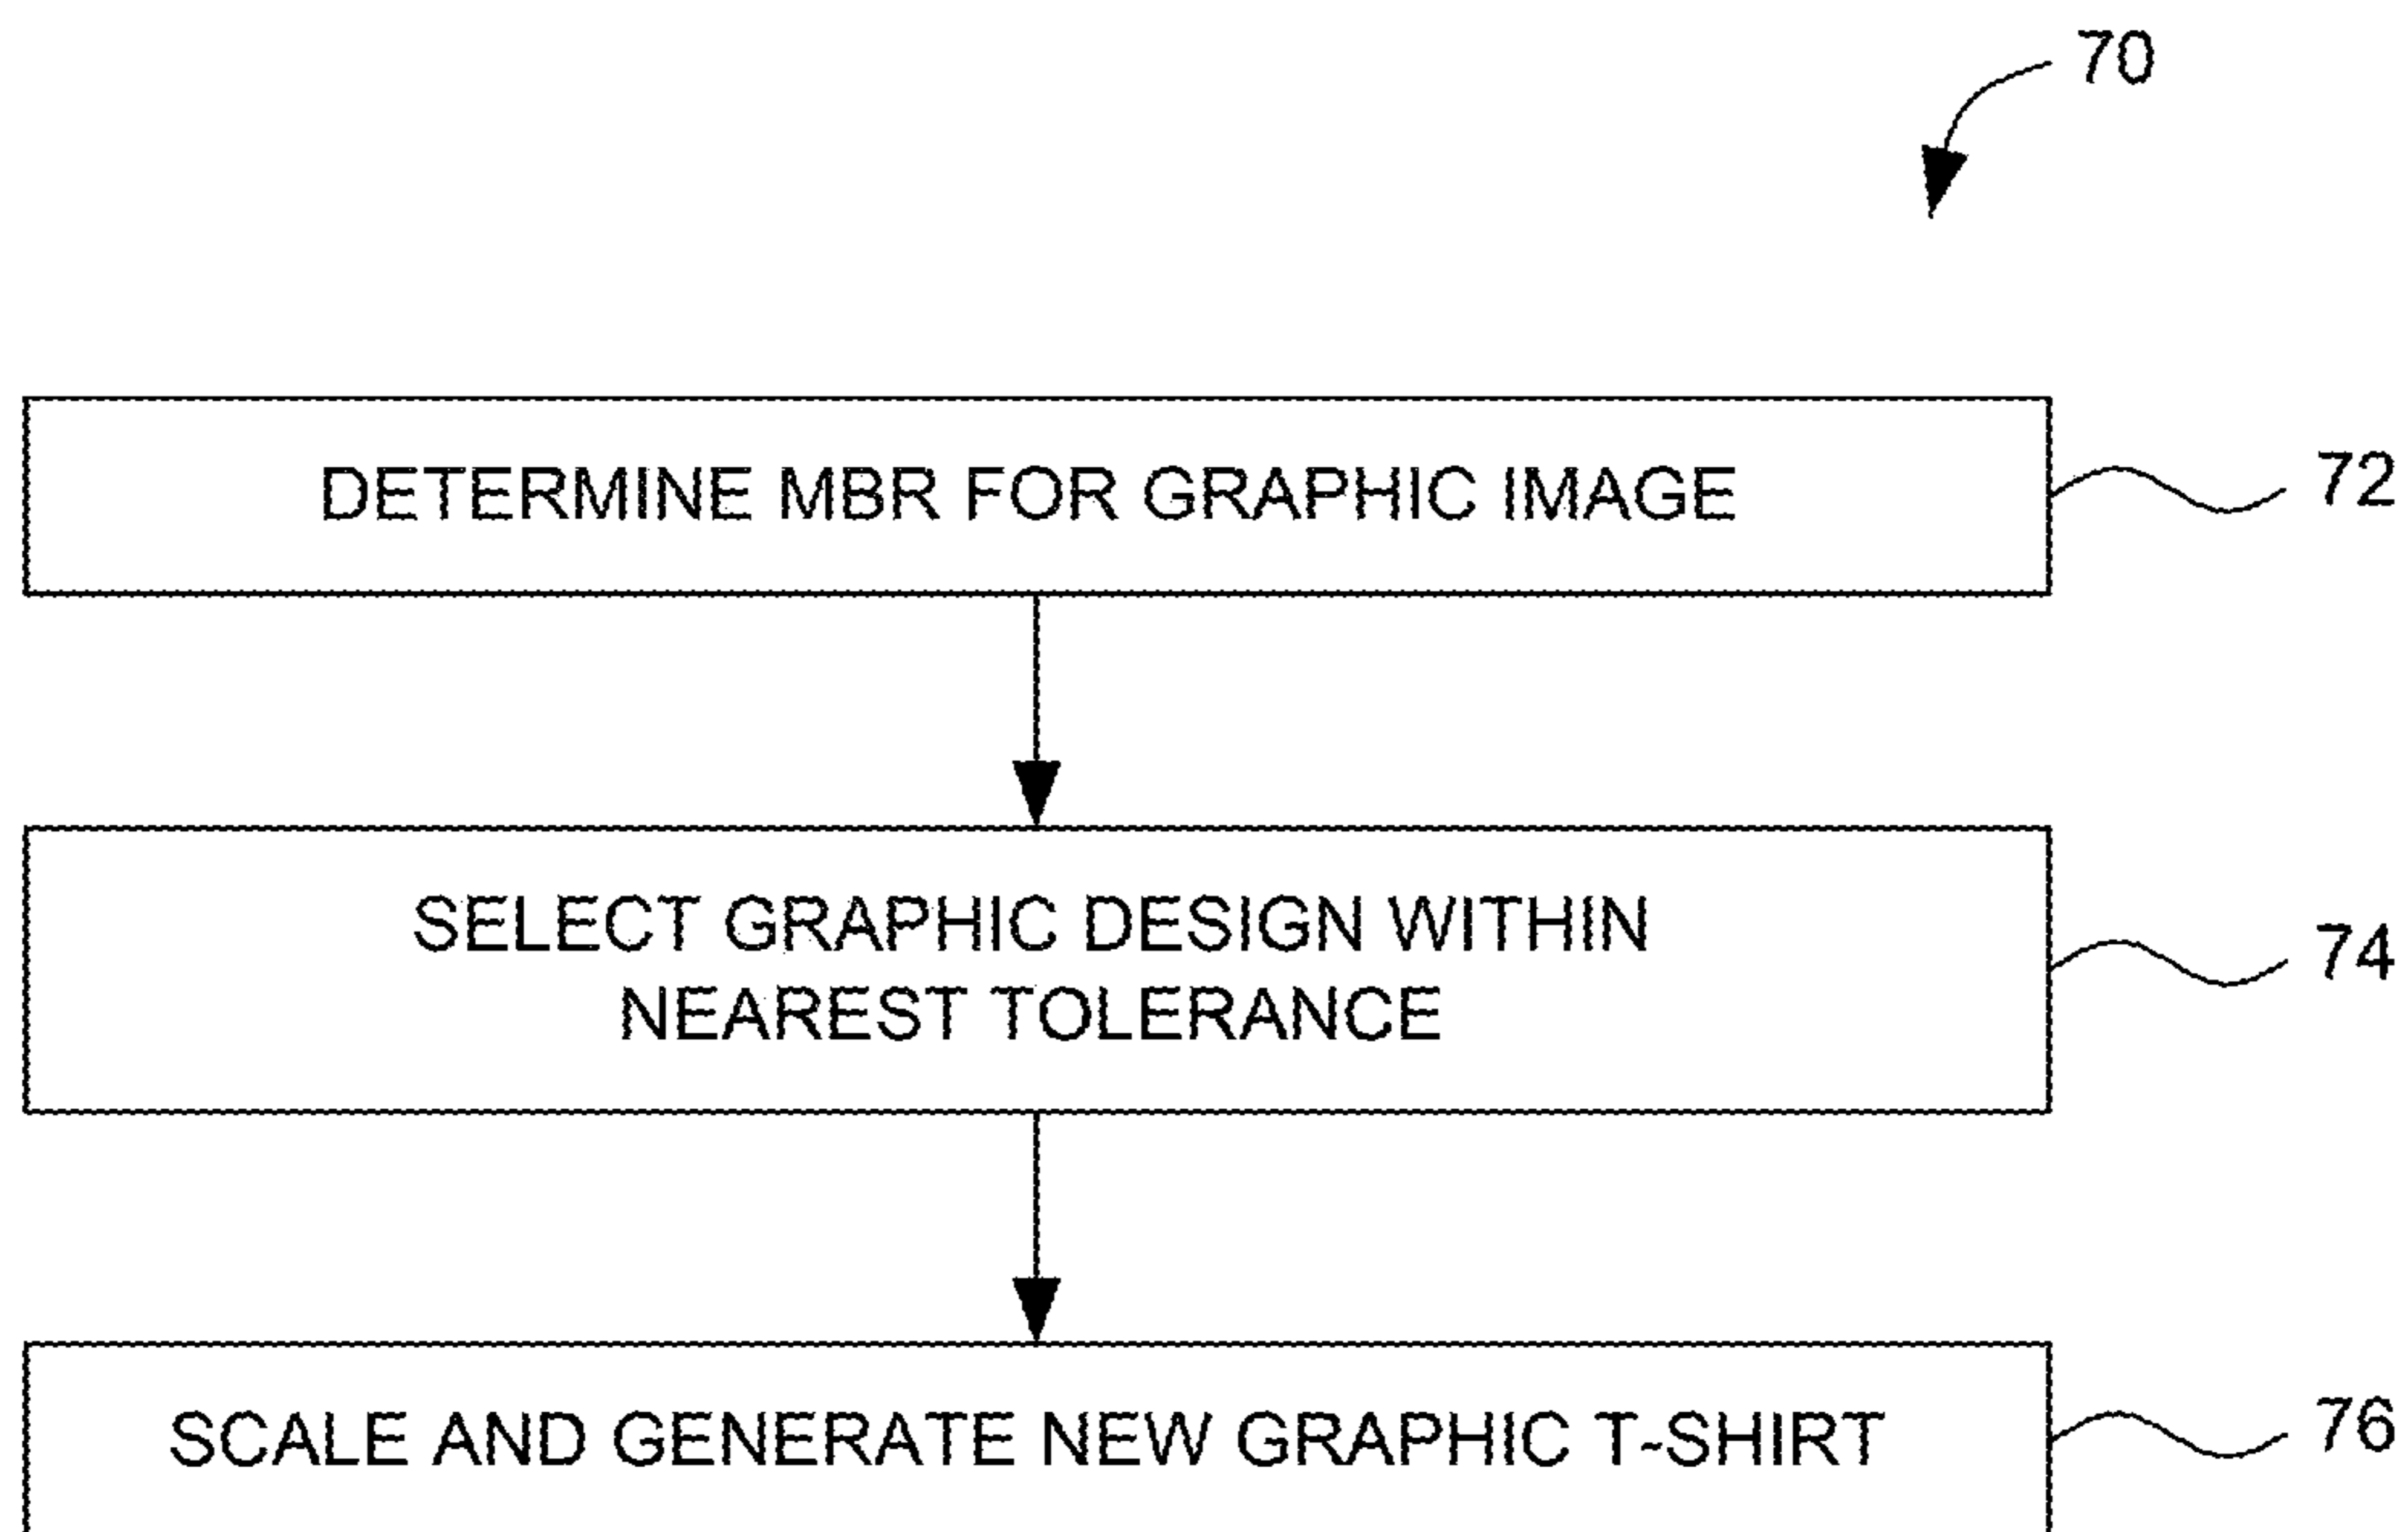 70
DETERMINE MBR FOR GRAPHIC IMAGE
72
SELECT GRAPHIC DESIGN WITHIN
NEAREST TOLERANCE
74
SCALE AND GENERATE NEW GRAPHIC T-SHIRT
76